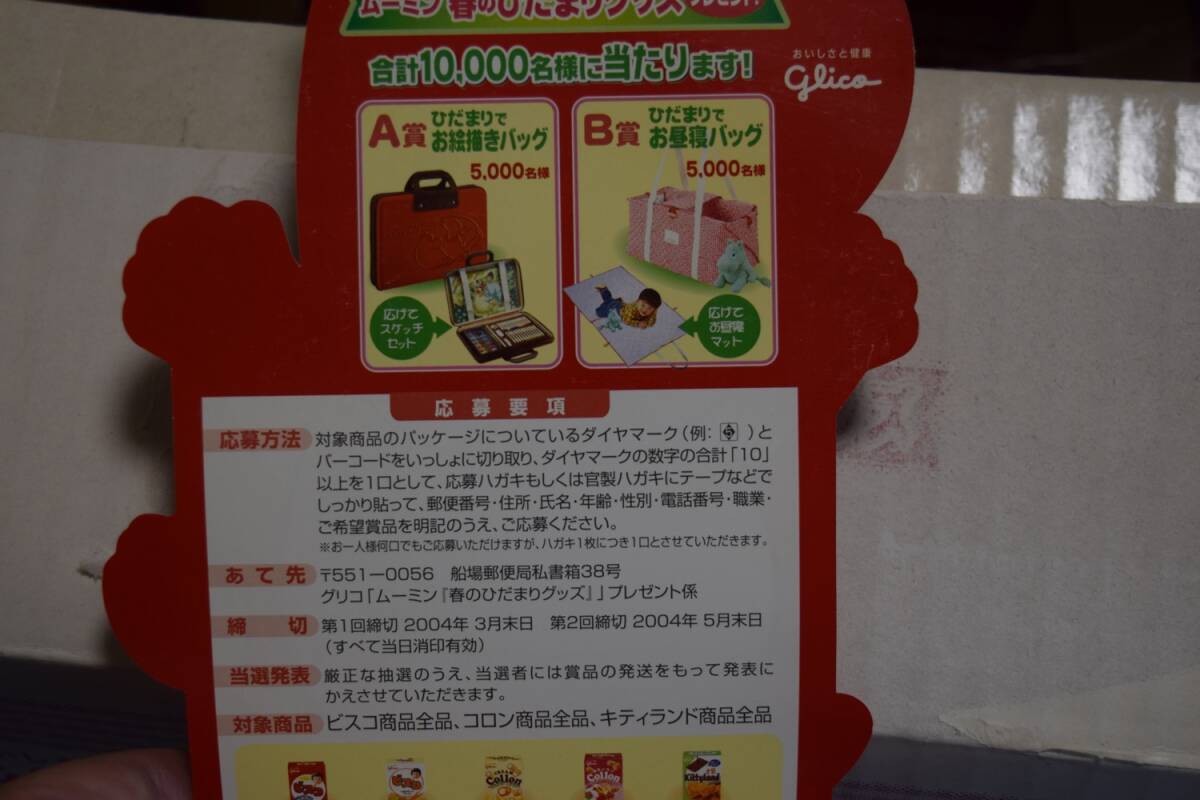 ムーミン 春のひだまりグッズ プレゼント!
合計10,000名様に当たります!
おいしさと健康
glico
A賞 ひだまりで
お絵描きバッグ
5,000名様
広げて
スケッチ
セット
B賞 ひだまりで
お昼寝バッグ
5,000名様
広げて
お昼寝
マット
応募要項
応募方法 対象商品のパッケージについているダイヤマーク(例: )と
バーコードをいっしょに切り取り、ダイヤマークの数字の合計「10」
以上を1口として、応募ハガキもしくは官製ハガキにテープなどで
しっかり貼って、郵便番号・住所・氏名・年齢・性別・電話番号・職業・
ご希望賞品を明記のうえ、ご応募ください。
※お一人様何口でもご応募いただけますが、ハガキ1枚につき1口とさせていただきます。
あて先 〒551-0056 船場郵便局私書箱38号
グリコ「ムーミン『春のひだまりグッズ』」プレゼント係
締切 第1回締切 2004年 3月末日 第2回締切 2004年 5月末日
(すべて当日消印有効)
当選発表 厳正な抽選のうえ、当選者には賞品の発送をもって発表に
かえさせていただきます。
対象商品 ビスコ商品全品、コロン商品全品、キティランド商品全品
ビスコ
ビスコ
Collon
Collon
Kittyland